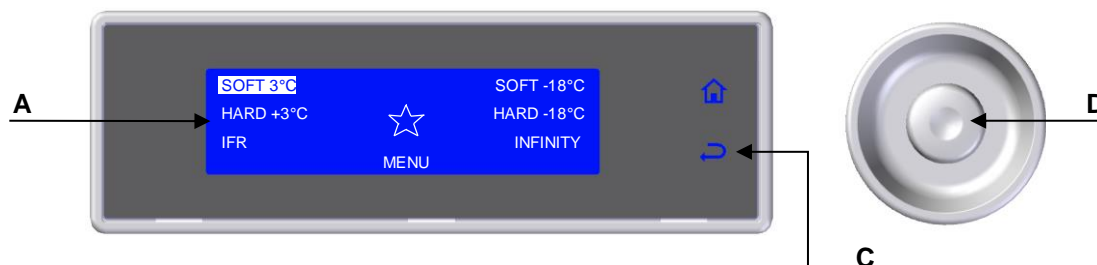 SOFT 3°C SOFT -18°C
A HARD +3°C HARD -18°C D
IFR INFINITY
MENU
C